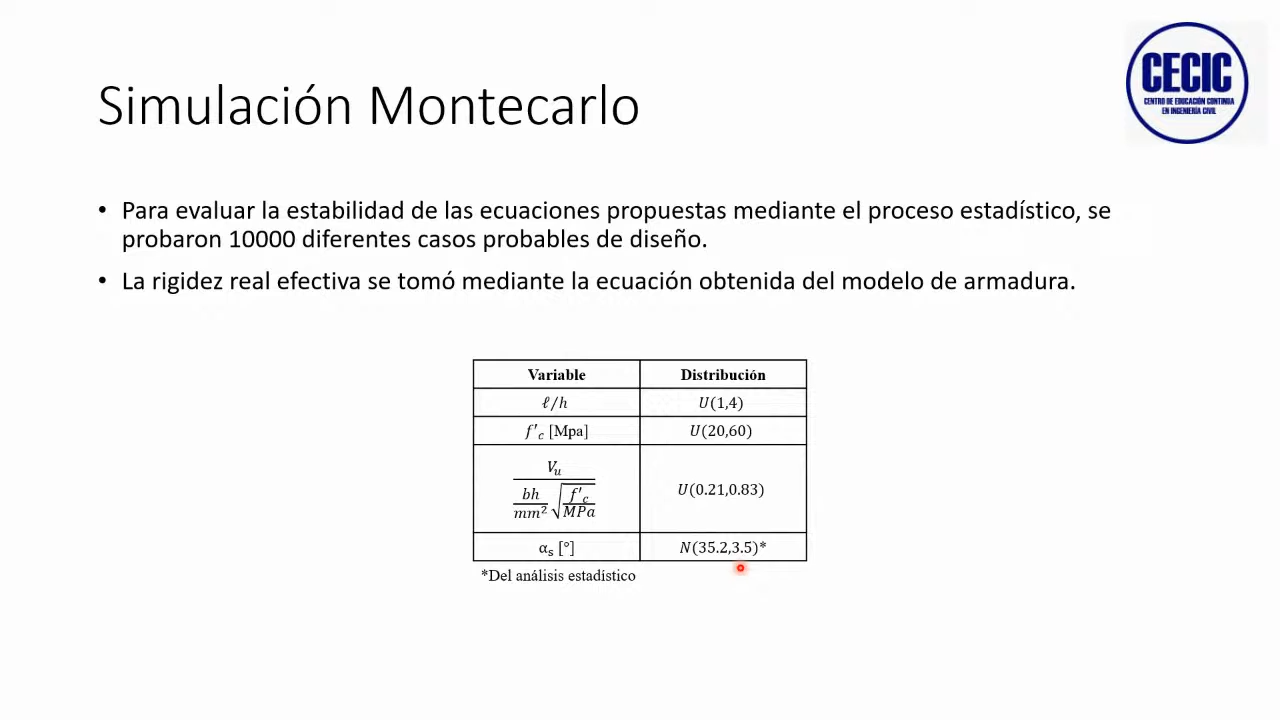 CECIC
CENTRO DE EDUCACIÓN CONTINUA
EN INGENIERÍA CIVIL
Simulación Montecarlo
• Para evaluar la estabilidad de las ecuaciones propuestas mediante el proceso estadístico, se
probaron 10000 diferentes casos probables de diseño.
• La rigidez real efectiva se tomó mediante la ecuación obtenida del modelo de armadura.
Variable Distribución
ℓ/h U(1,4)
f'c [Mpa] U(20,60)
Vu
bh/mm² √(f'c/MPa) U(0.21,0.83)
αs [°] N(35.2,3.5)*
*Del análisis estadístico